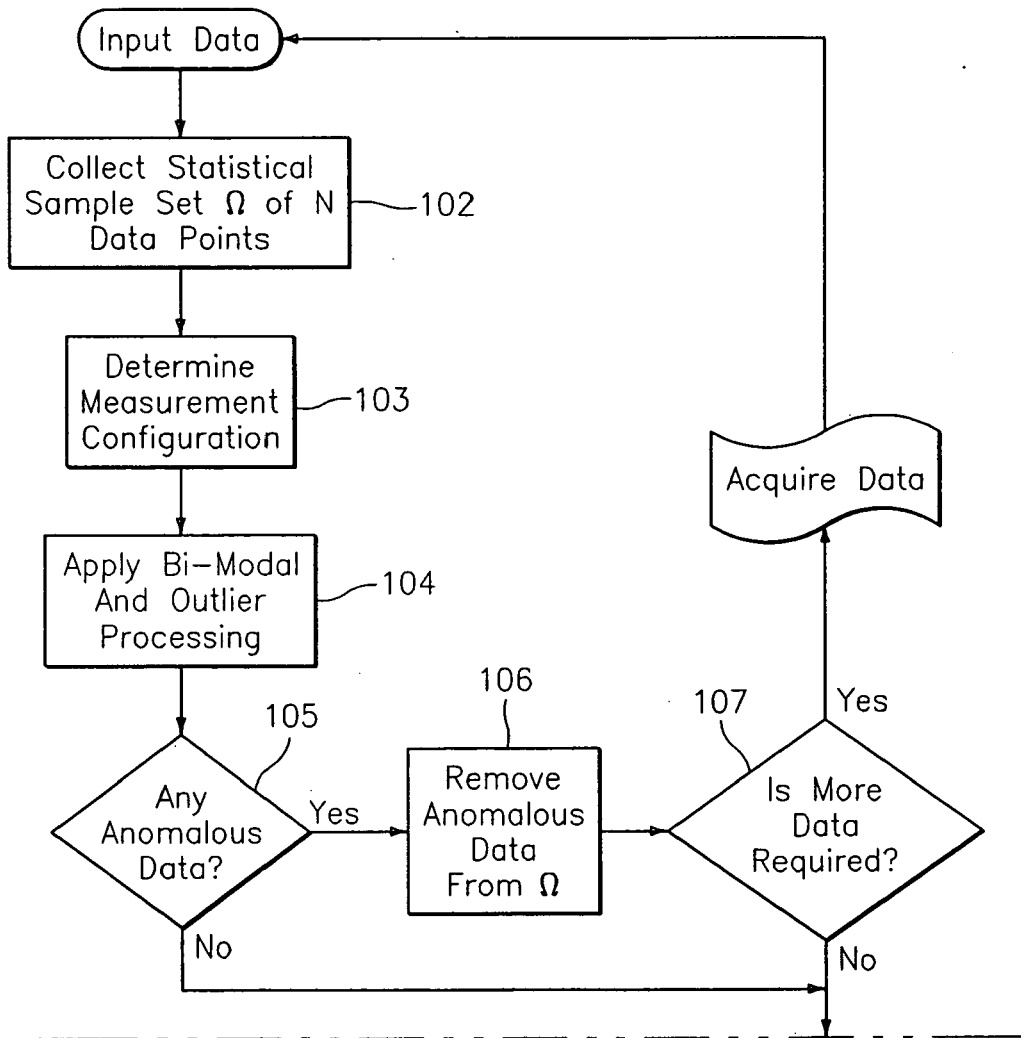 Input Data
Collect Statistical
Sample Set Ω of N
Data Points
102
Determine
Measurement
Configuration
103
Apply Bi-Modal
And Outlier
Processing
104
105
Any
Anomalous
Data?
Yes
No
106
Remove
Anomalous
Data
From Ω
107
Is More
Data
Required?
Yes
No
Acquire Data